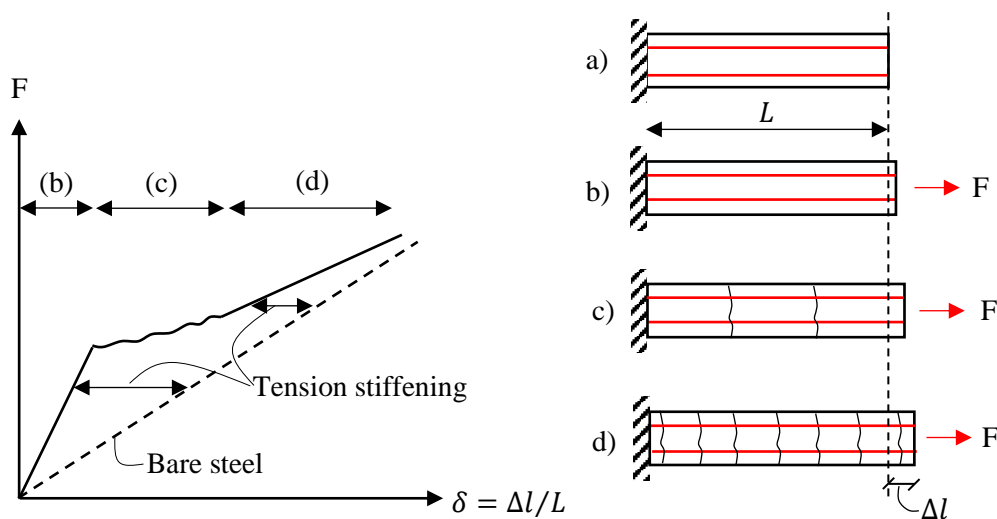 F
(b)
(c)
(d)
Tension stiffening
Bare steel
δ = Δl/L
a)
L
b)
F
c)
F
d)
F
Δl